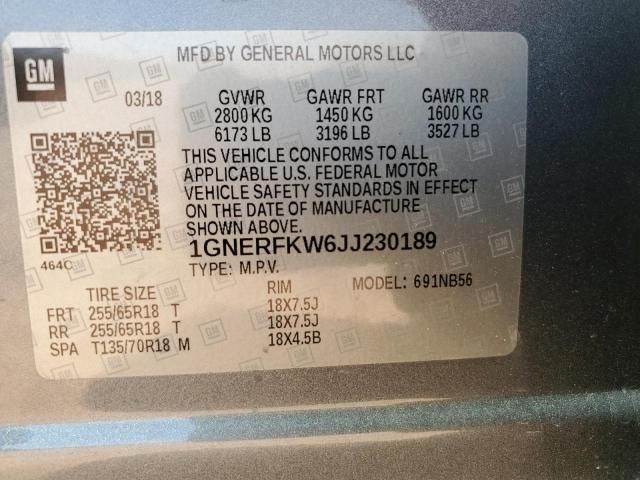 GM
MFD BY GENERAL MOTORS LLC
03/18 GVWR GAWR FRT GAWR RR
2800 KG 1450 KG 1600 KG
6173 LB 3196 LB 3527 LB
THIS VEHICLE CONFORMS TO ALL
APPLICABLE U.S. FEDERAL MOTOR
VEHICLE SAFETY STANDARDS IN EFFECT
ON THE DATE OF MANUFACTURE
SHOWN ABOVE.
464C
1GNERFKW6JJ230189
TYPE: M.P.V. MODEL: 691NB56
TIRE SIZE RIM
FRT 255/65R18 T 18X7.5J
RR 255/65R18 T 18X7.5J
SPA T135/70R18 M 18X4.5B